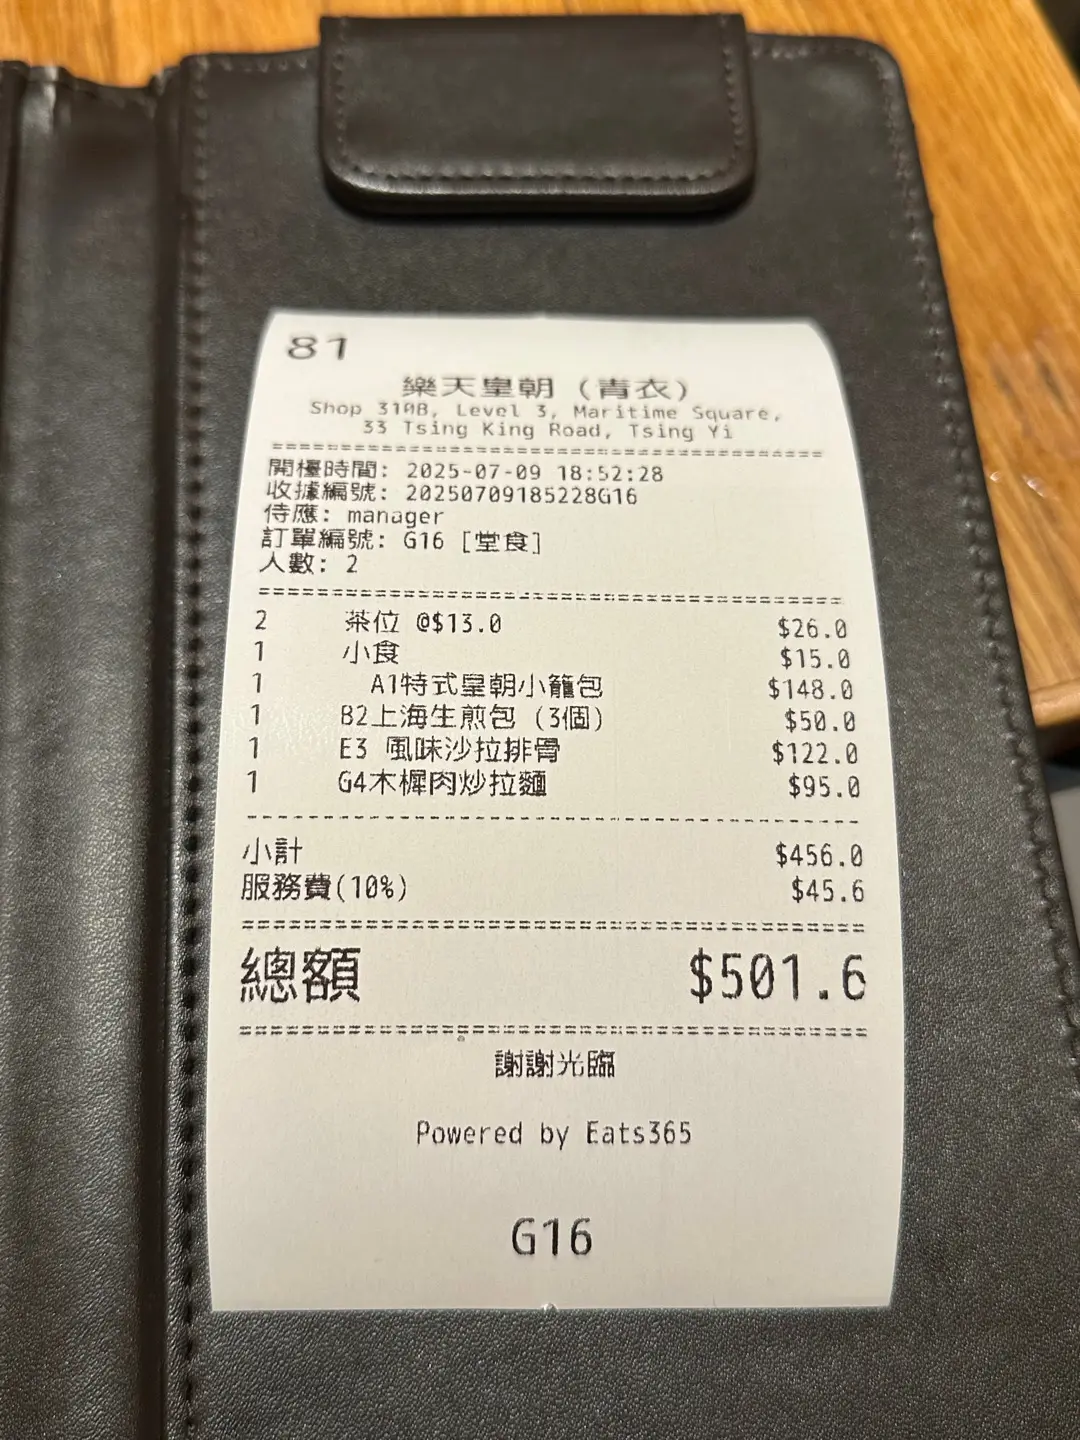 81
樂天皇朝 (青衣)
Shop 310B, Level 3, Maritime Square,
33 Tsing King Road, Tsing Yi
開檯時間: 2025-07-09 18:52:28
收據編號: 20250709185228G16
侍應: manager
訂單編號: G16 [堂食]
人數: 2
2 茶位 @$13.0 $26.0
1 小食 $15.0
1 A1特式皇朝小籠包 $148.0
1 B2上海生煎包 (3個) $50.0
1 E3 風味沙拉排骨 $122.0
1 G4木樨肉炒拉麵 $95.0
小計 $456.0
服務費(10%) $45.6
總額 $501.6
謝謝光臨
Powered by Eats365
G16